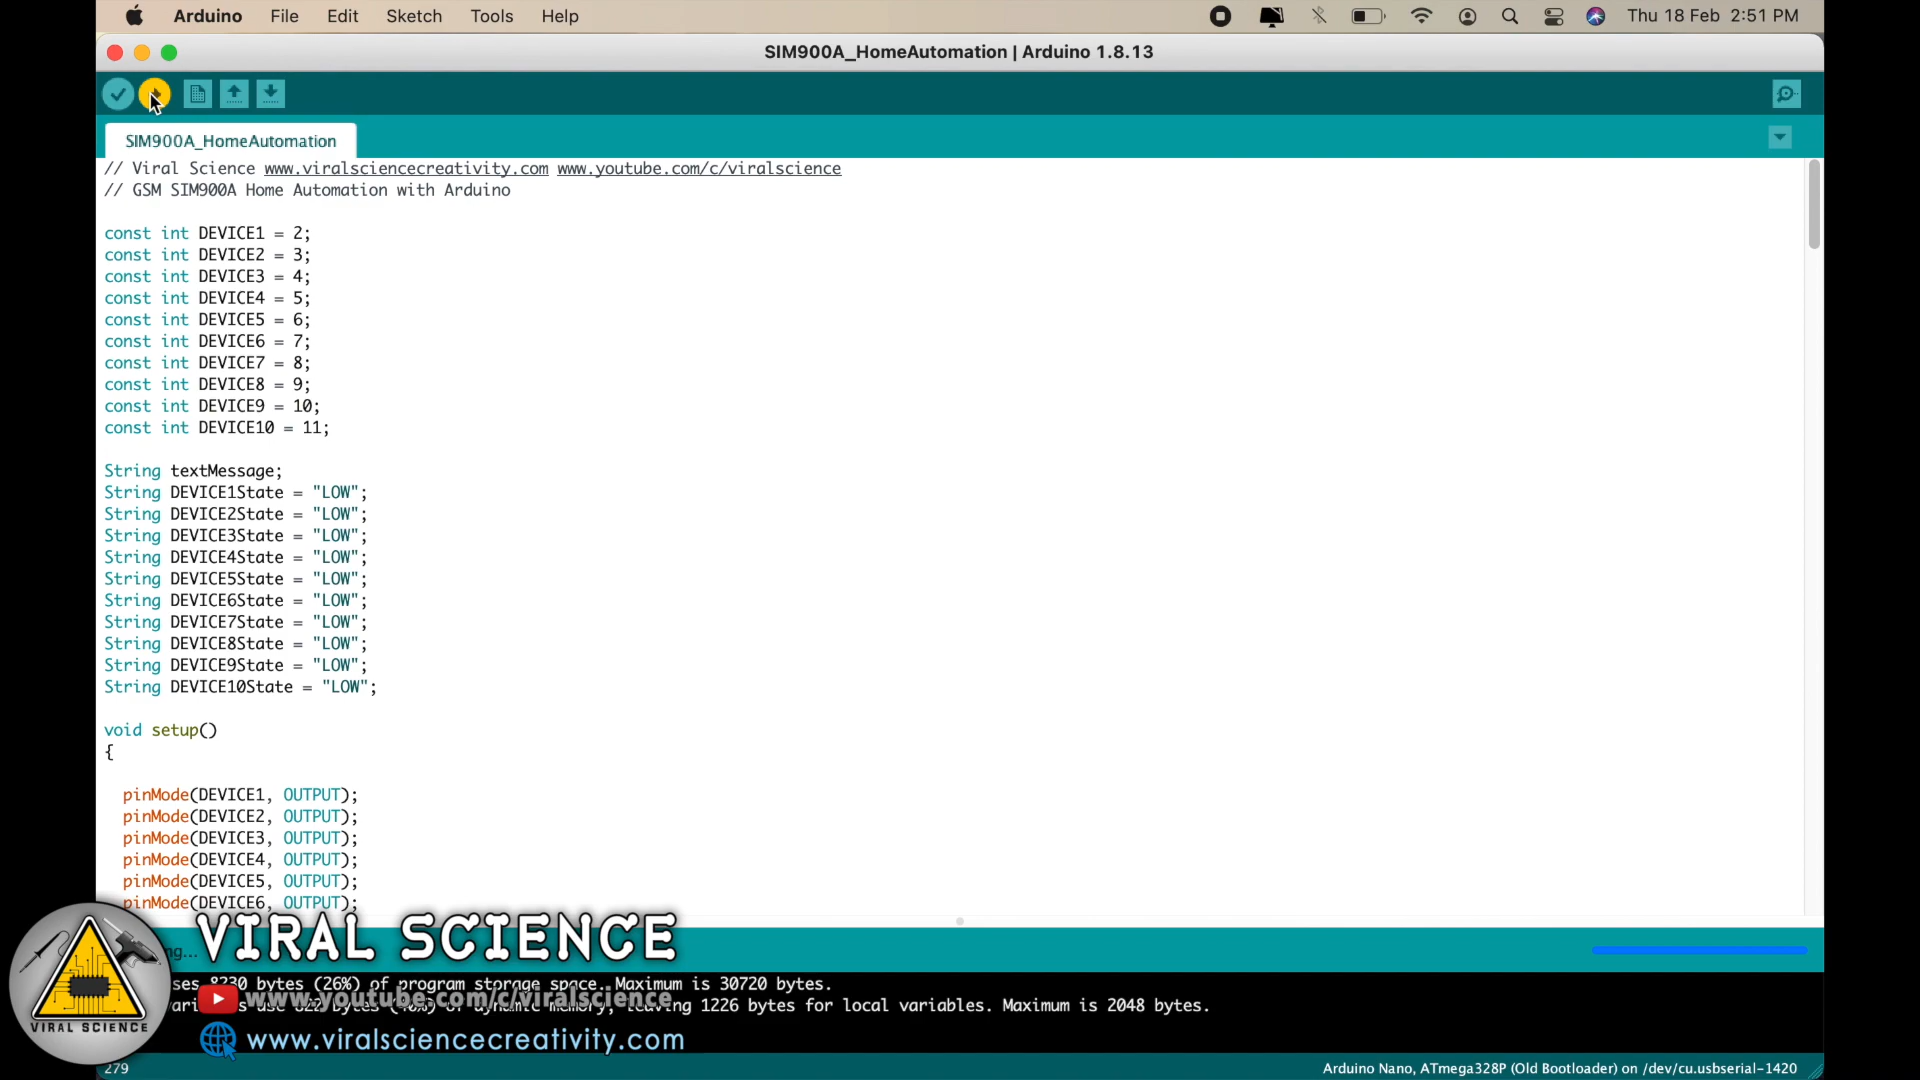 Arduino File Edit Sketch Tools Help Thu 18 Feb 2:51 PM
SIM900A_HomeAutomation | Arduino 1.8.13
SIM900A_HomeAutomation
// Viral Science www.viralsciencecreativity.com www.youtube.com/c/viralscience
// GSM SIM900A Home Automation with Arduino
const int DEVICE1 = 2;
const int DEVICE2 = 3;
const int DEVICE3 = 4;
const int DEVICE4 = 5;
const int DEVICE5 = 6;
const int DEVICE6 = 7;
const int DEVICE7 = 8;
const int DEVICE8 = 9;
const int DEVICE9 = 10;
const int DEVICE10 = 11;
String textMessage;
String DEVICE1State = "LOW";
String DEVICE2State = "LOW";
String DEVICE3State = "LOW";
String DEVICE4State = "LOW";
String DEVICE5State = "LOW";
String DEVICE6State = "LOW";
String DEVICE7State = "LOW";
String DEVICE8State = "LOW";
String DEVICE9State = "LOW";
String DEVICE10State = "LOW";
void setup()
{
pinMode(DEVICE1, OUTPUT);
pinMode(DEVICE2, OUTPUT);
pinMode(DEVICE3, OUTPUT);
pinMode(DEVICE4, OUTPUT);
pinMode(DEVICE5, OUTPUT);
pinMode(DEVICE6, OUTPUT);
VIRAL SCIENCE
8230 bytes (26%) of program storage space. Maximum is 30720 bytes.
www.youtube.com/c/viralscience
1226 bytes for local variables. Maximum is 2048 bytes.
VIRAL SCIENCE
www.viralsciencecreativity.com
279 Arduino Nano, ATmega328P (Old Bootloader) on /dev/cu.usbserial-1420